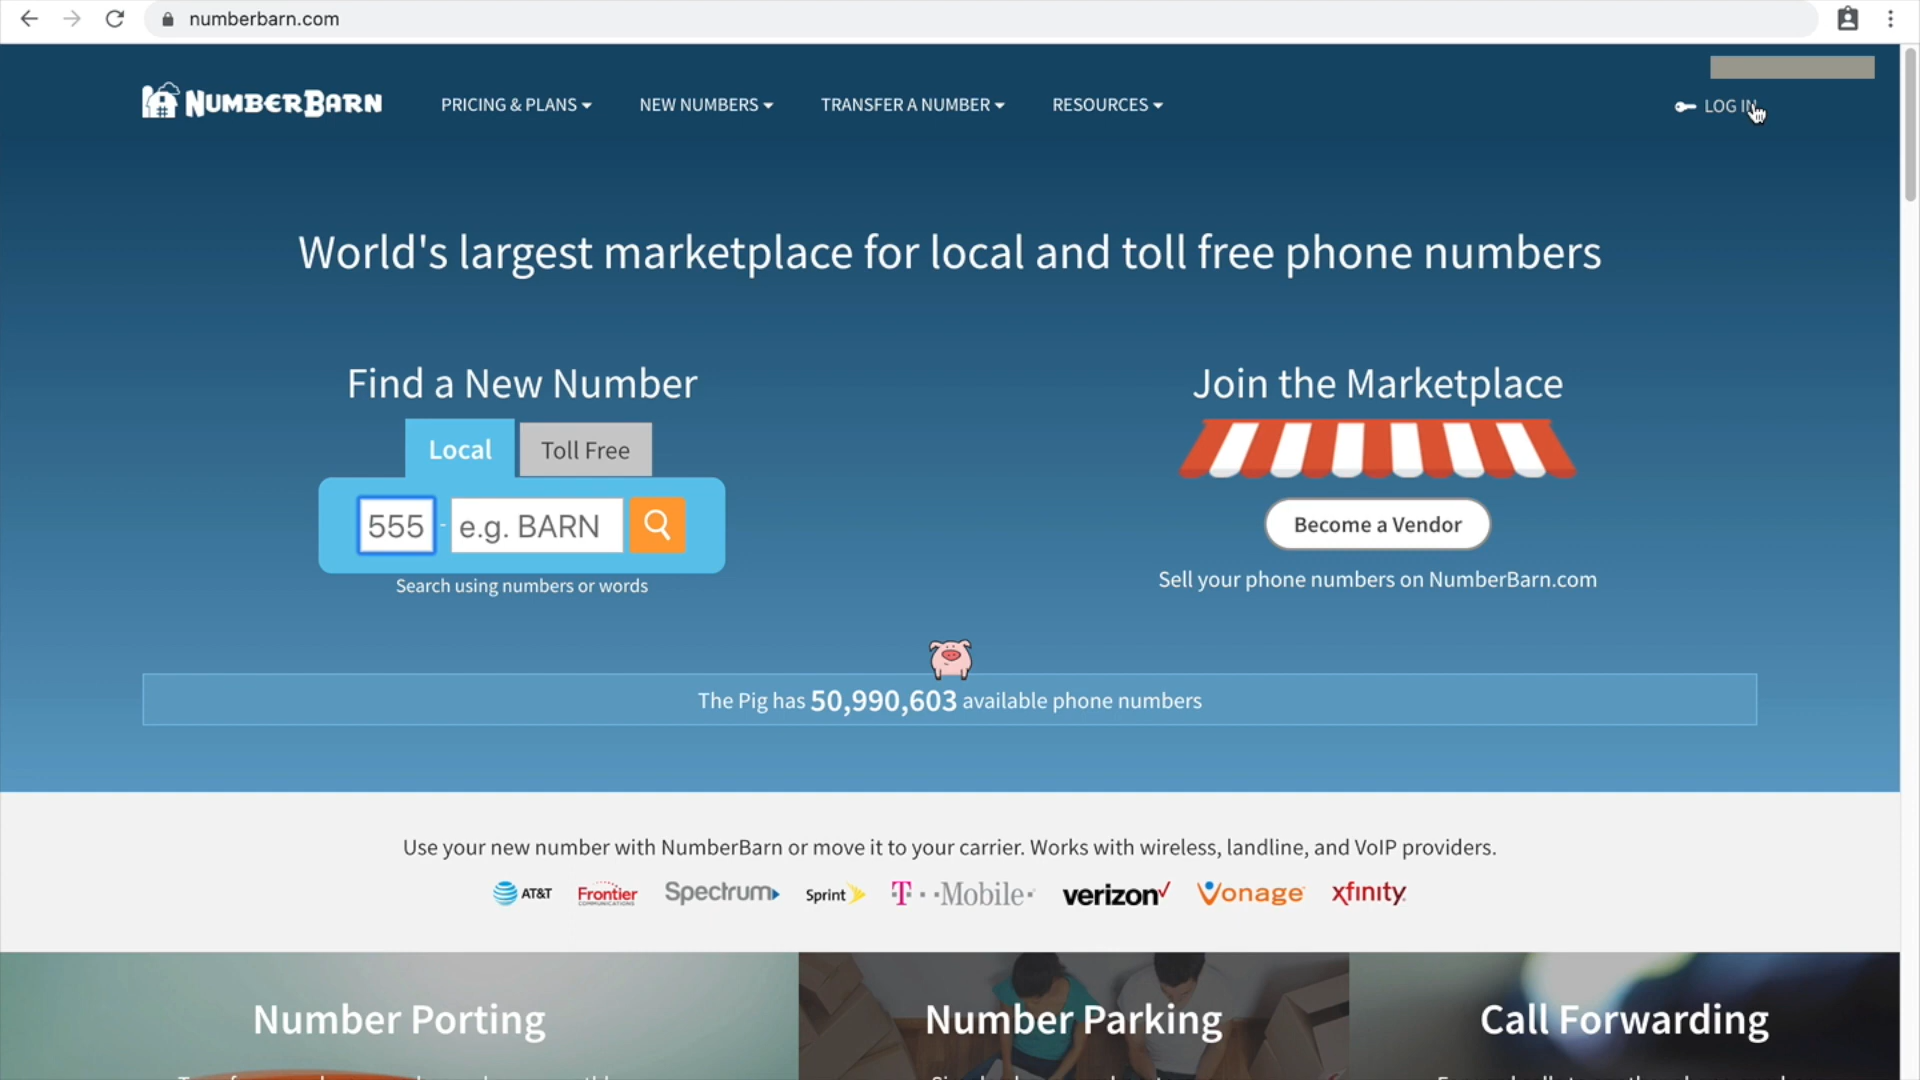 numberbarn.com
NUMBERBARN
PRICING & PLANS
NEW NUMBERS
TRANSFER A NUMBER
RESOURCES
LOG IN
World's largest marketplace for local and toll free phone numbers
Find a New Number
Local
Toll Free
555 - e.g. BARN
Search using numbers or words
Join the Marketplace
Become a Vendor
Sell your phone numbers on NumberBarn.com
The Pig has 50,990,603 available phone numbers
Use your new number with NumberBarn or move it to your carrier. Works with wireless, landline, and VoIP providers.
AT&T
Frontier
COMMUNICATIONS
Spectrum
Sprint
T··Mobile·
verizon
Vonage
xfinity
Number Porting
Number Parking
Call Forwarding